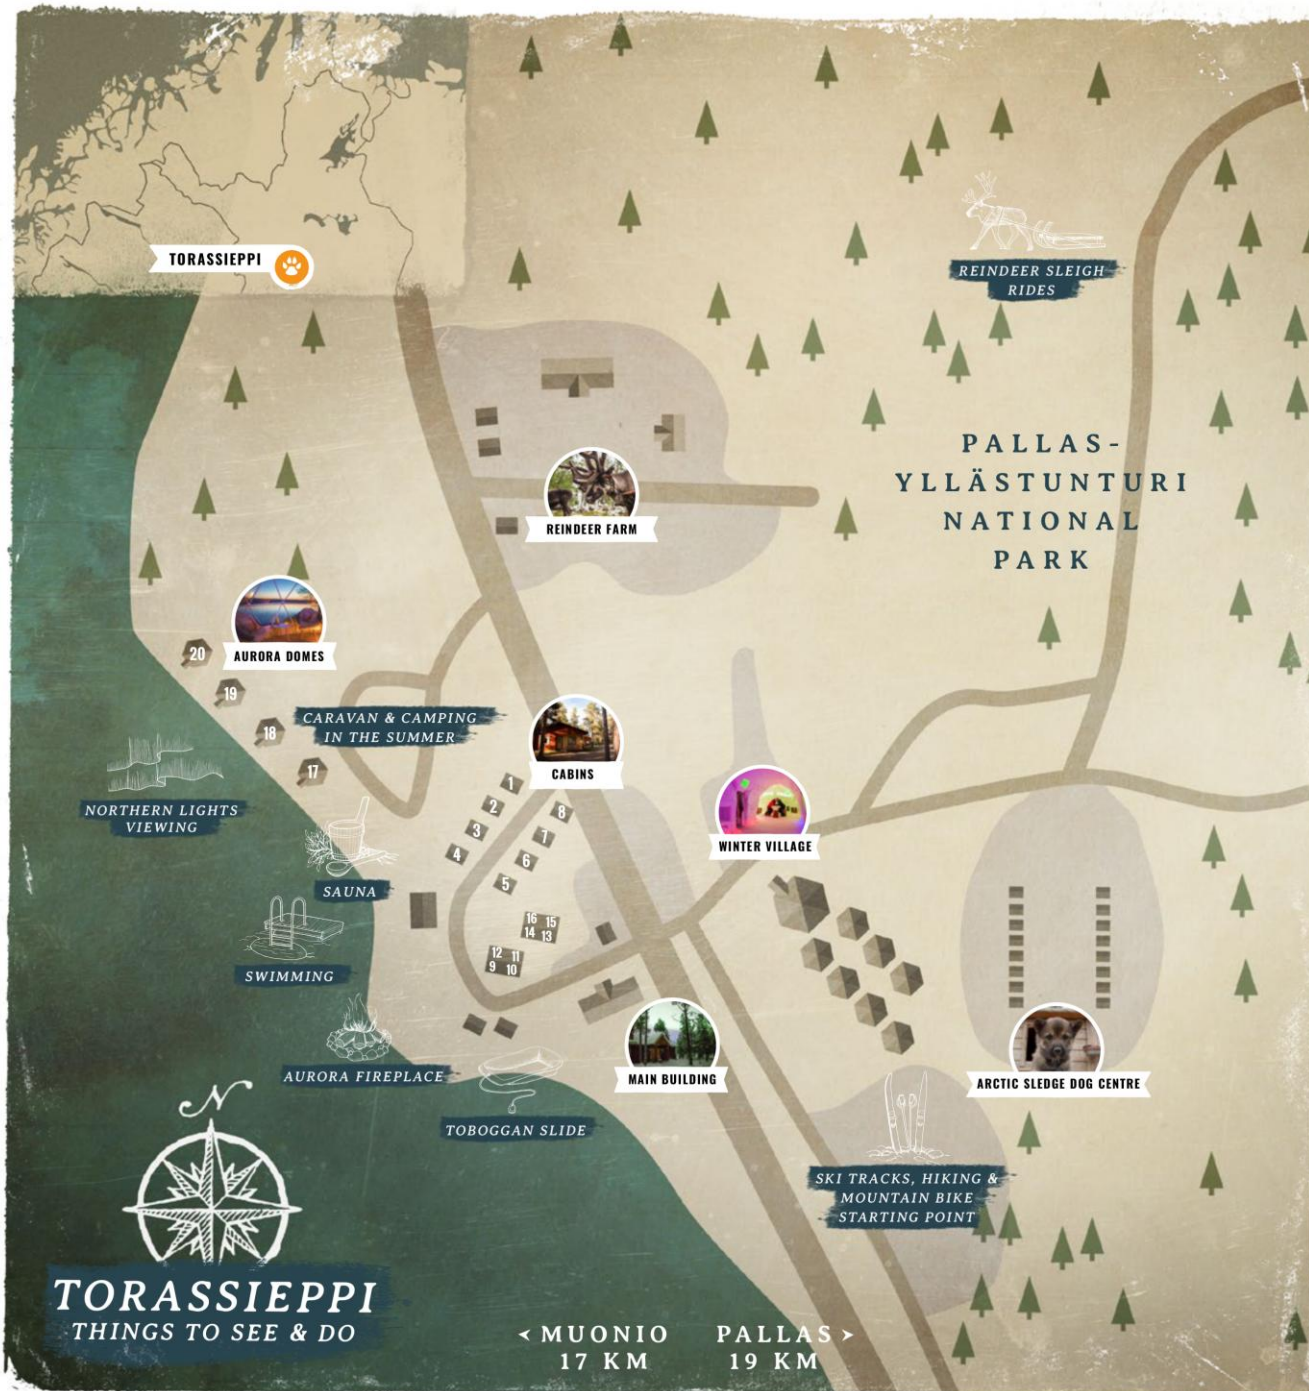 TORASSIEPPI
REINDEER SLEIGH
RIDES
PALLAS-
YLLÄSTUNTURI
NATIONAL
PARK
REINDEER FARM
AURORA DOMES
20
19
18
17
CARAVAN & CAMPING
IN THE SUMMER
CABINS
1
2
3
4
8
7
6
5
16 15
14 13
12 11
9 10
NORTHERN LIGHTS
VIEWING
WINTER VILLAGE
SAUNA
SWIMMING
AURORA FIREPLACE
MAIN BUILDING
ARCTIC SLEDGE DOG CENTRE
TOBOGGAN SLIDE
SKI TRACKS, HIKING &
MOUNTAIN BIKE
STARTING POINT
N
TORASSIEPPI
THINGS TO SEE & DO
< MUONIO
17 KM
PALLAS >
19 KM